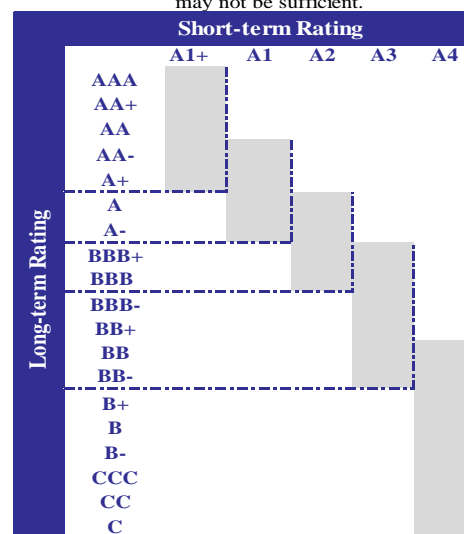 may not be sufficient.
Short-term Rating
A1+ A1 A2 A3 A4
Long-term Rating
AAA
AA+
AA
AA-
A+
A
A-
BBB+
BBB
BBB-
BB+
BB
BB-
B+
B
B-
CCC
CC
C